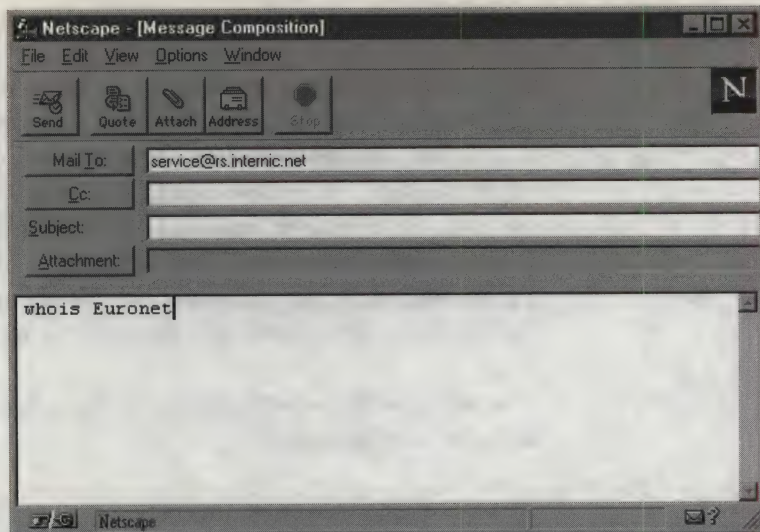 Netscape - [Message Composition]
File Edit View Options Window
Send Quote Attach Address Stop
N
Mail To: service@rs.internic.net
Cc:
Subject:
Attachment:
whois Euronet
Netscape
?